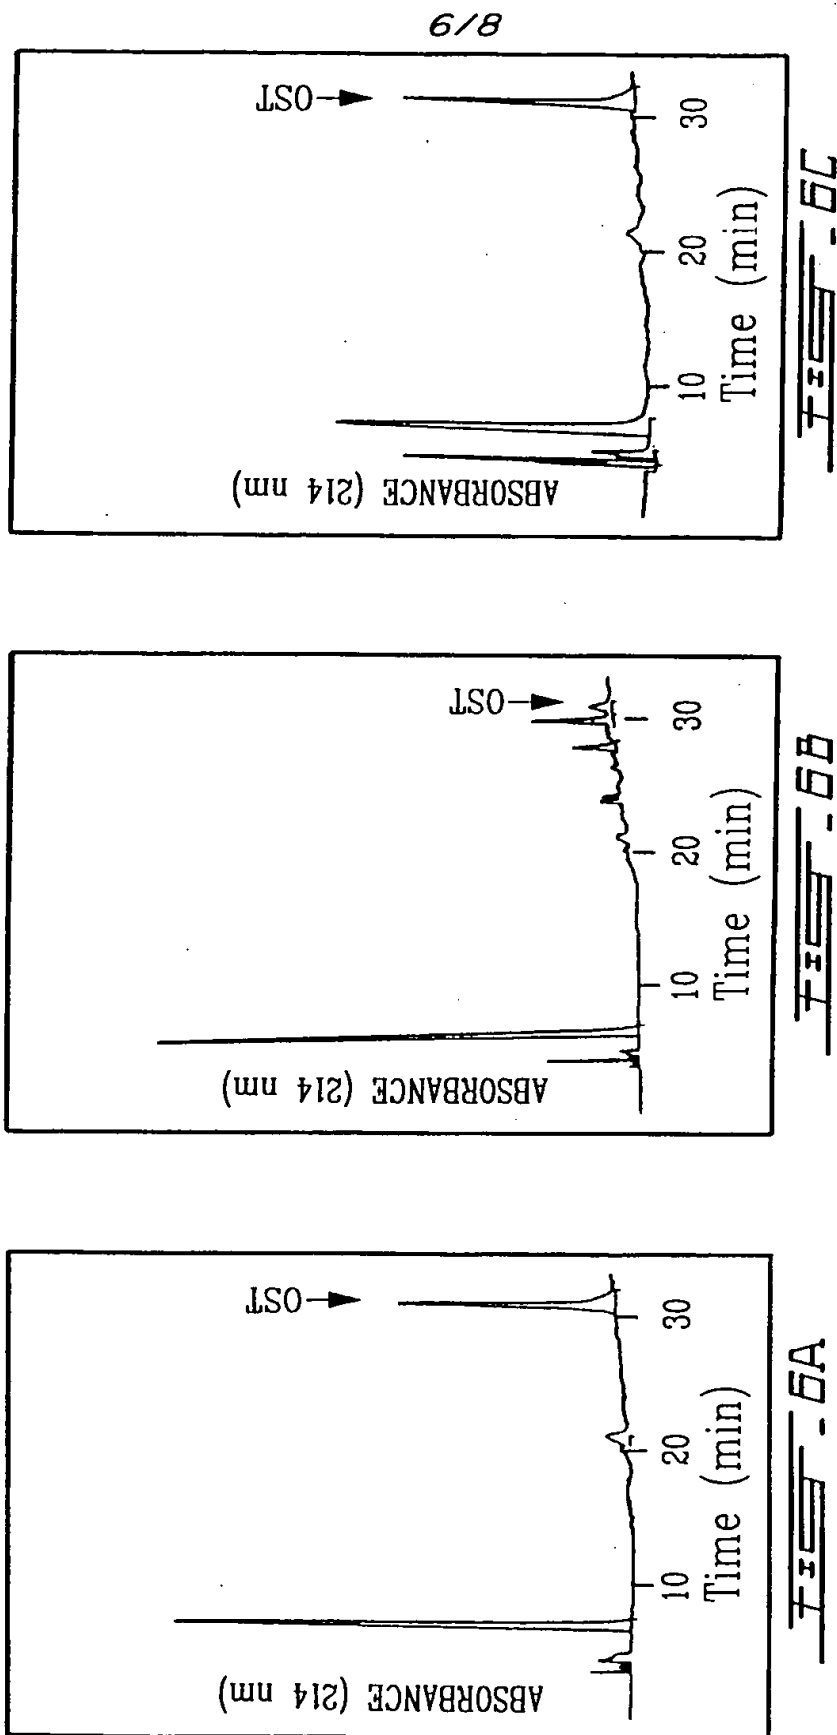 6/8
OST
30
20
10
Time (min)
ABSORBANCE (214 nm)
FIG - 6C
OST
30
20
10
Time (min)
ABSORBANCE (214 nm)
FIG - 6B
OST
30
20
10
Time (min)
ABSORBANCE (214 nm)
FIG - 6A